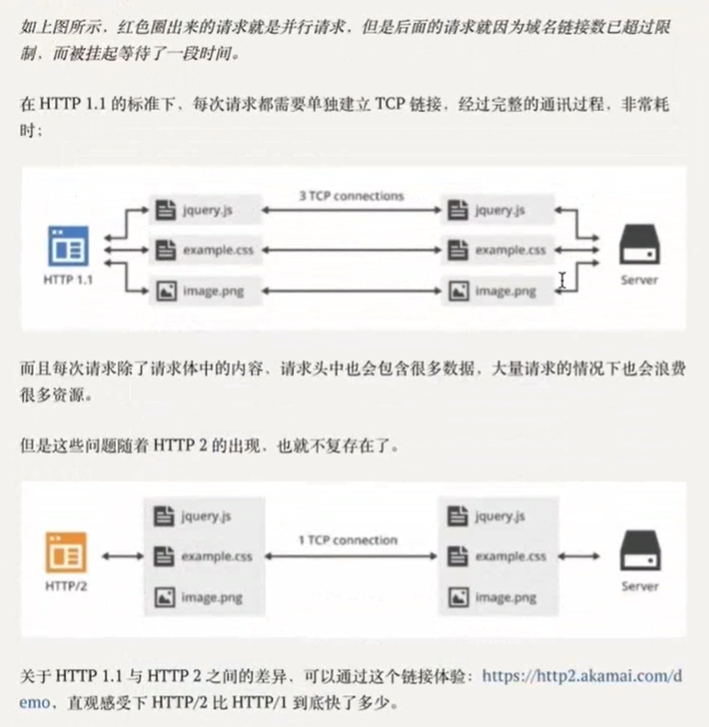 如上图所示，红色圈出来的请求就是并行请求，但是后面的请求就因为域名链接数已超过限
制，而被挂起等待了一段时间。
在 HTTP 1.1 的标准下，每次请求都需要单独建立 TCP 链接，经过完整的通讯过程，非常耗
时；
3 TCP connections
jquery.js
jquery.js
example.css
example.css
HTTP 1.1
Server
image.png
image.png
而且每次请求除了请求体中的内容，请求头中也会包含很多数据，大量请求的情况下也会浪费
很多资源。
但是这些问题随着 HTTP 2 的出现，也就不复存在了。
jquery.js
jquery.js
1 TCP connection
example.css
example.css
HTTP/2
Server
image.png
image.png
关于 HTTP 1.1 与 HTTP 2 之间的差异，可以通过这个链接体验：https://http2.akamai.com/d
emo，直观感受下 HTTP/2 比 HTTP/1 到底快了多少。